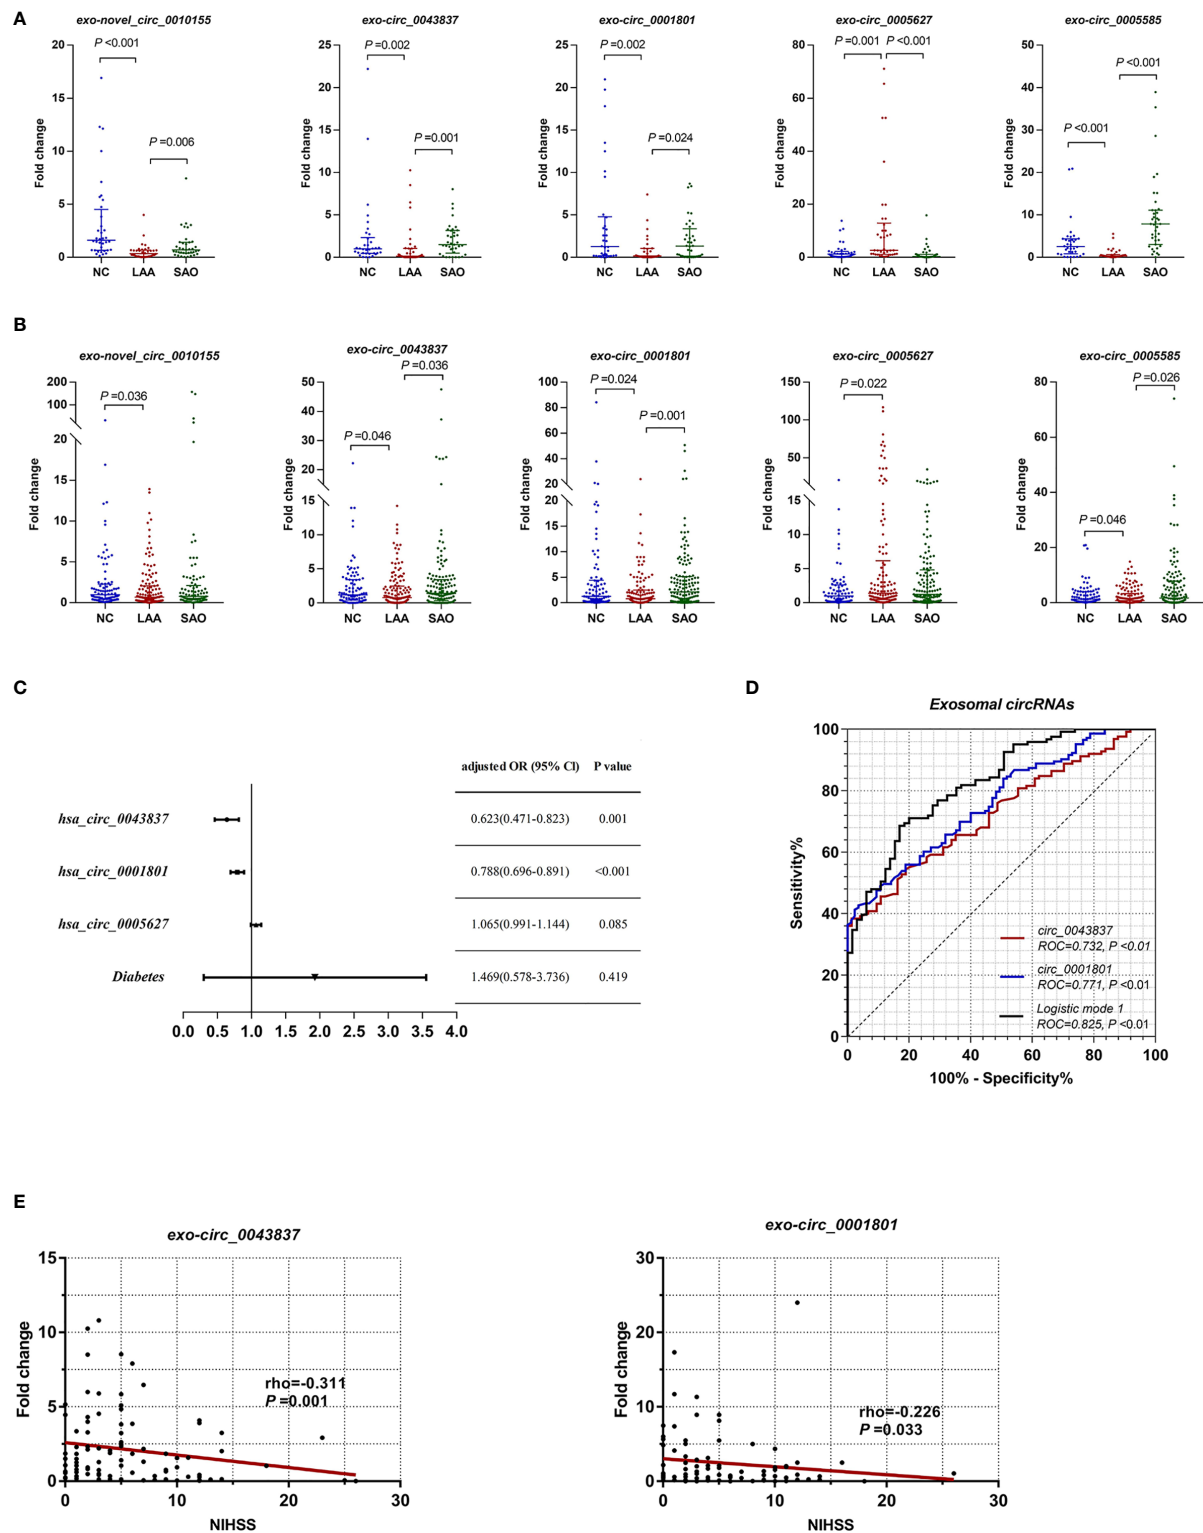 A
exo-novel_circ_0010155
P <0.001
P =0.006
Fold change
20
15
10
5
0
NC LAA SAO
exo-circ_0043837
P =0.002
P =0.001
Fold change
25
20
15
10
5
0
NC LAA SAO
exo-circ_0001801
P =0.002
P =0.024
Fold change
25
20
15
10
5
0
NC LAA SAO
exo-circ_0005627
P =0.001 P <0.001
Fold change
80
60
40
20
0
NC LAA SAO
exo-circ_0005585
P <0.001
P <0.001
Fold change
50
40
30
20
10
0
NC LAA SAO
B
exo-novel_circ_0010155
P =0.036
Fold change
200
100
20
15
10
5
0
NC LAA SAO
exo-circ_0043837
P =0.036
P =0.046
Fold change
50
40
30
20
15
10
5
0
NC LAA SAO
exo-circ_0001801
P =0.024
P =0.001
Fold change
100
80
60
40
20
20
15
10
5
0
NC LAA SAO
exo-circ_0005627
P =0.022
Fold change
150
100
50
15
10
5
0
NC LAA SAO
exo-circ_0005585
P =0.026
P =0.046
Fold change
80
60
40
20
0
NC LAA SAO
C
adjusted OR (95% CI) P value
hsa_circ_0043837 0.623(0.471-0.823) 0.001
hsa_circ_0001801 0.788(0.696-0.891) <0.001
hsa_circ_0005627 1.065(0.991-1.144) 0.085
Diabetes 1.469(0.578-3.736) 0.419
0.0 0.5 1.0 1.5 2.0 2.5 3.0 3.5 4.0
D
Exosomal circRNAs
Sensitivity%
100
80
60
40
20
0
circ_0043837
ROC=0.732, P <0.01
circ_0001801
ROC=0.771, P <0.01
Logistic mode 1
ROC=0.825, P <0.01
0 20 40 60 80 100
100% - Specificity%
E
exo-circ_0043837
Fold change
15
10
5
0
rho=-0.311
P =0.001
0 10 20 30
NIHSS
exo-circ_0001801
Fold change
30
20
10
0
rho=-0.226
P =0.033
0 10 20 30
NIHSS